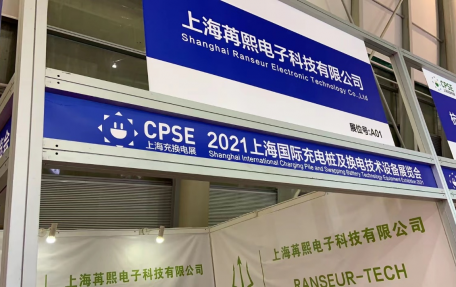 上海苒熙电子科技有限公司
Shanghai Ranseur Electronic Technology Co.,Ltd
展位号:A01
CPSE
CPSE 2021上海国际充电桩及换电技术设备展览会
上海充换电展
Shanghai International Charging Pile and Swapping Battery Technology Equipment Exhibition 2021
上海苒熙电子科技有限公司
上海苒熙电子科技有限公司
RANSEUR-TECH